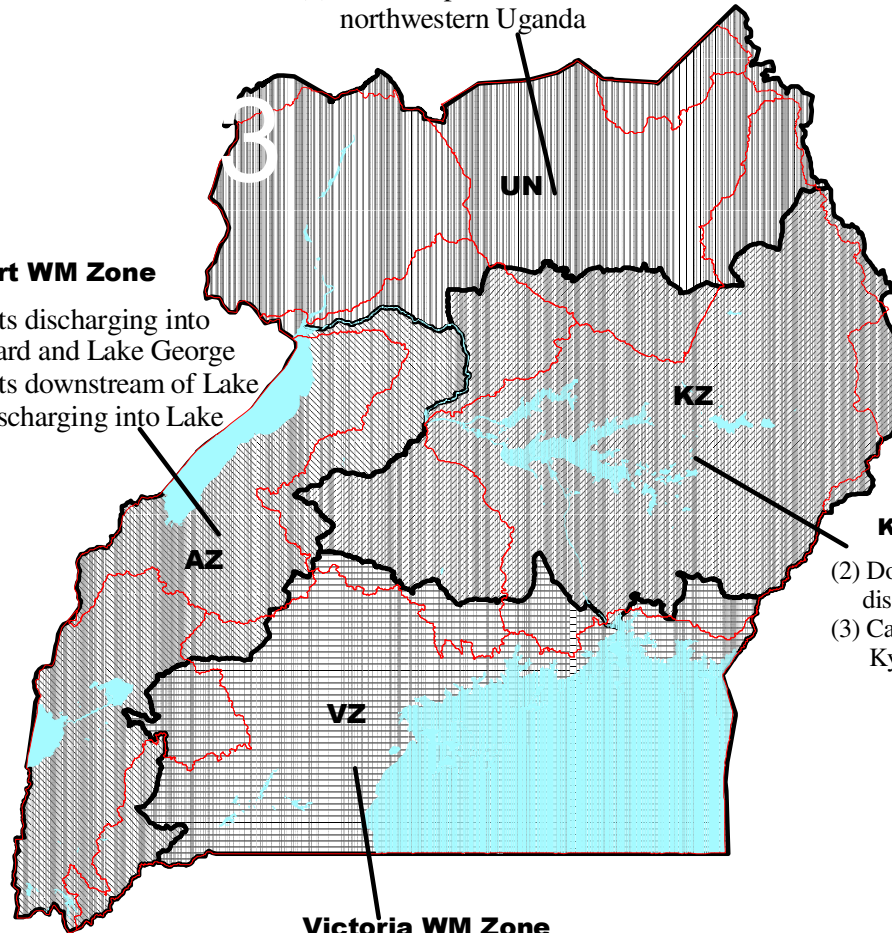 northwestern Uganda
3
UN
rt WM Zone
ts discharging into
ard and Lake George
ts downstream of Lake
scharging into Lake
KZ
AZ
K
(2) Do
dis
(3) Ca
Ky
VZ
Victoria WM Zone